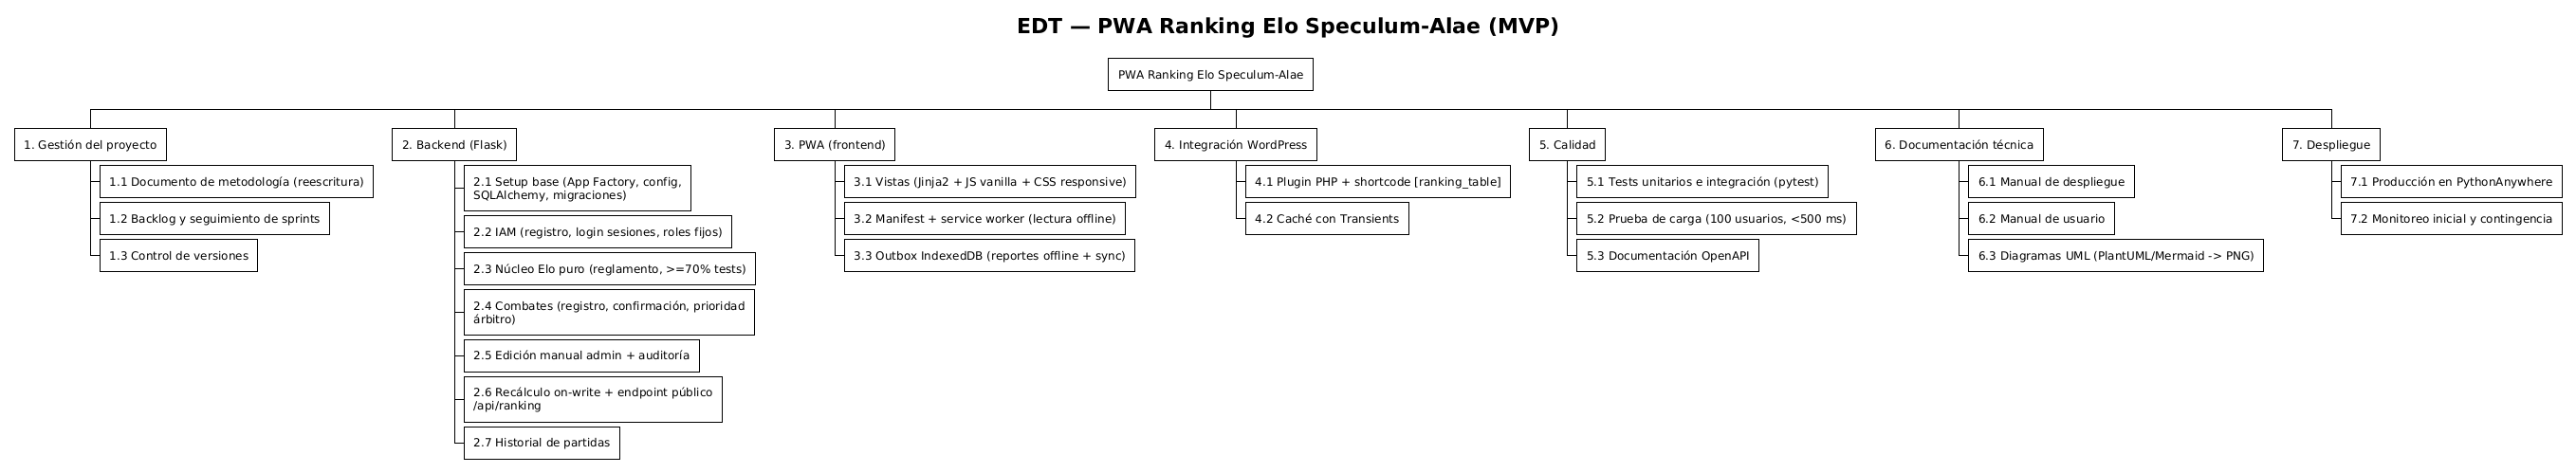 EDT — PWA Ranking Elo Speculum-Alae (MVP)
PWA Ranking Elo Speculum-Alae
1. Gestión del proyecto
1.1 Documento de metodología (reescritura)
1.2 Backlog y seguimiento de sprints
1.3 Control de versiones
2. Backend (Flask)
2.1 Setup base (App Factory, config,
SQLAlchemy, migraciones)
2.2 IAM (registro, login sesiones, roles fijos)
2.3 Núcleo Elo puro (reglamento, >=70% tests)
2.4 Combates (registro, confirmación, prioridad
árbitro)
2.5 Edición manual admin + auditoría
2.6 Recálculo on-write + endpoint público
/api/ranking
2.7 Historial de partidas
3. PWA (frontend)
3.1 Vistas (Jinja2 + JS vanilla + CSS responsive)
3.2 Manifest + service worker (lectura offline)
3.3 Outbox IndexedDB (reportes offline + sync)
4. Integración WordPress
4.1 Plugin PHP + shortcode [ranking_table]
4.2 Caché con Transients
5. Calidad
5.1 Tests unitarios e integración (pytest)
5.2 Prueba de carga (100 usuarios, <500 ms)
5.3 Documentación OpenAPI
6. Documentación técnica
6.1 Manual de despliegue
6.2 Manual de usuario
6.3 Diagramas UML (PlantUML/Mermaid -> PNG)
7. Despliegue
7.1 Producción en PythonAnywhere
7.2 Monitoreo inicial y contingencia